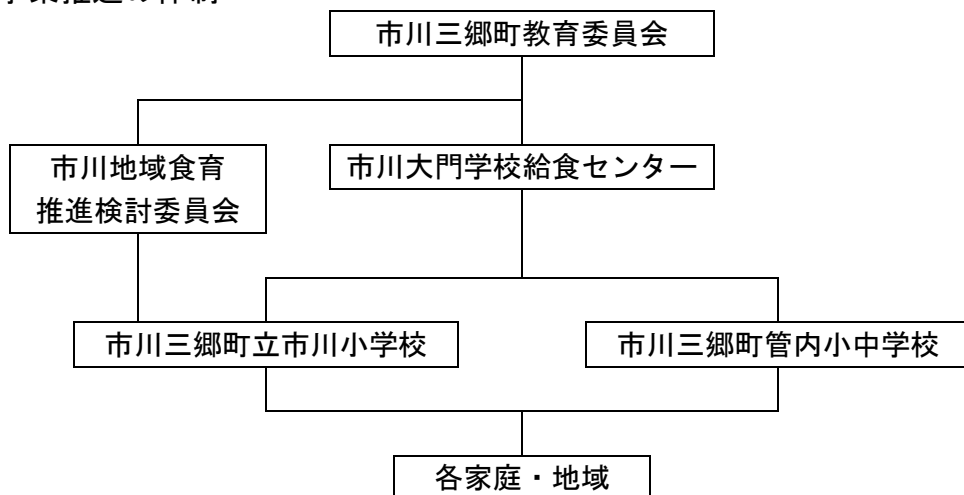 市川三郷町教育委員会
市川地域食育
推進検討委員会
市川大門学校給食センター
市川三郷町立市川小学校
市川三郷町管内小中学校
各家庭・地域